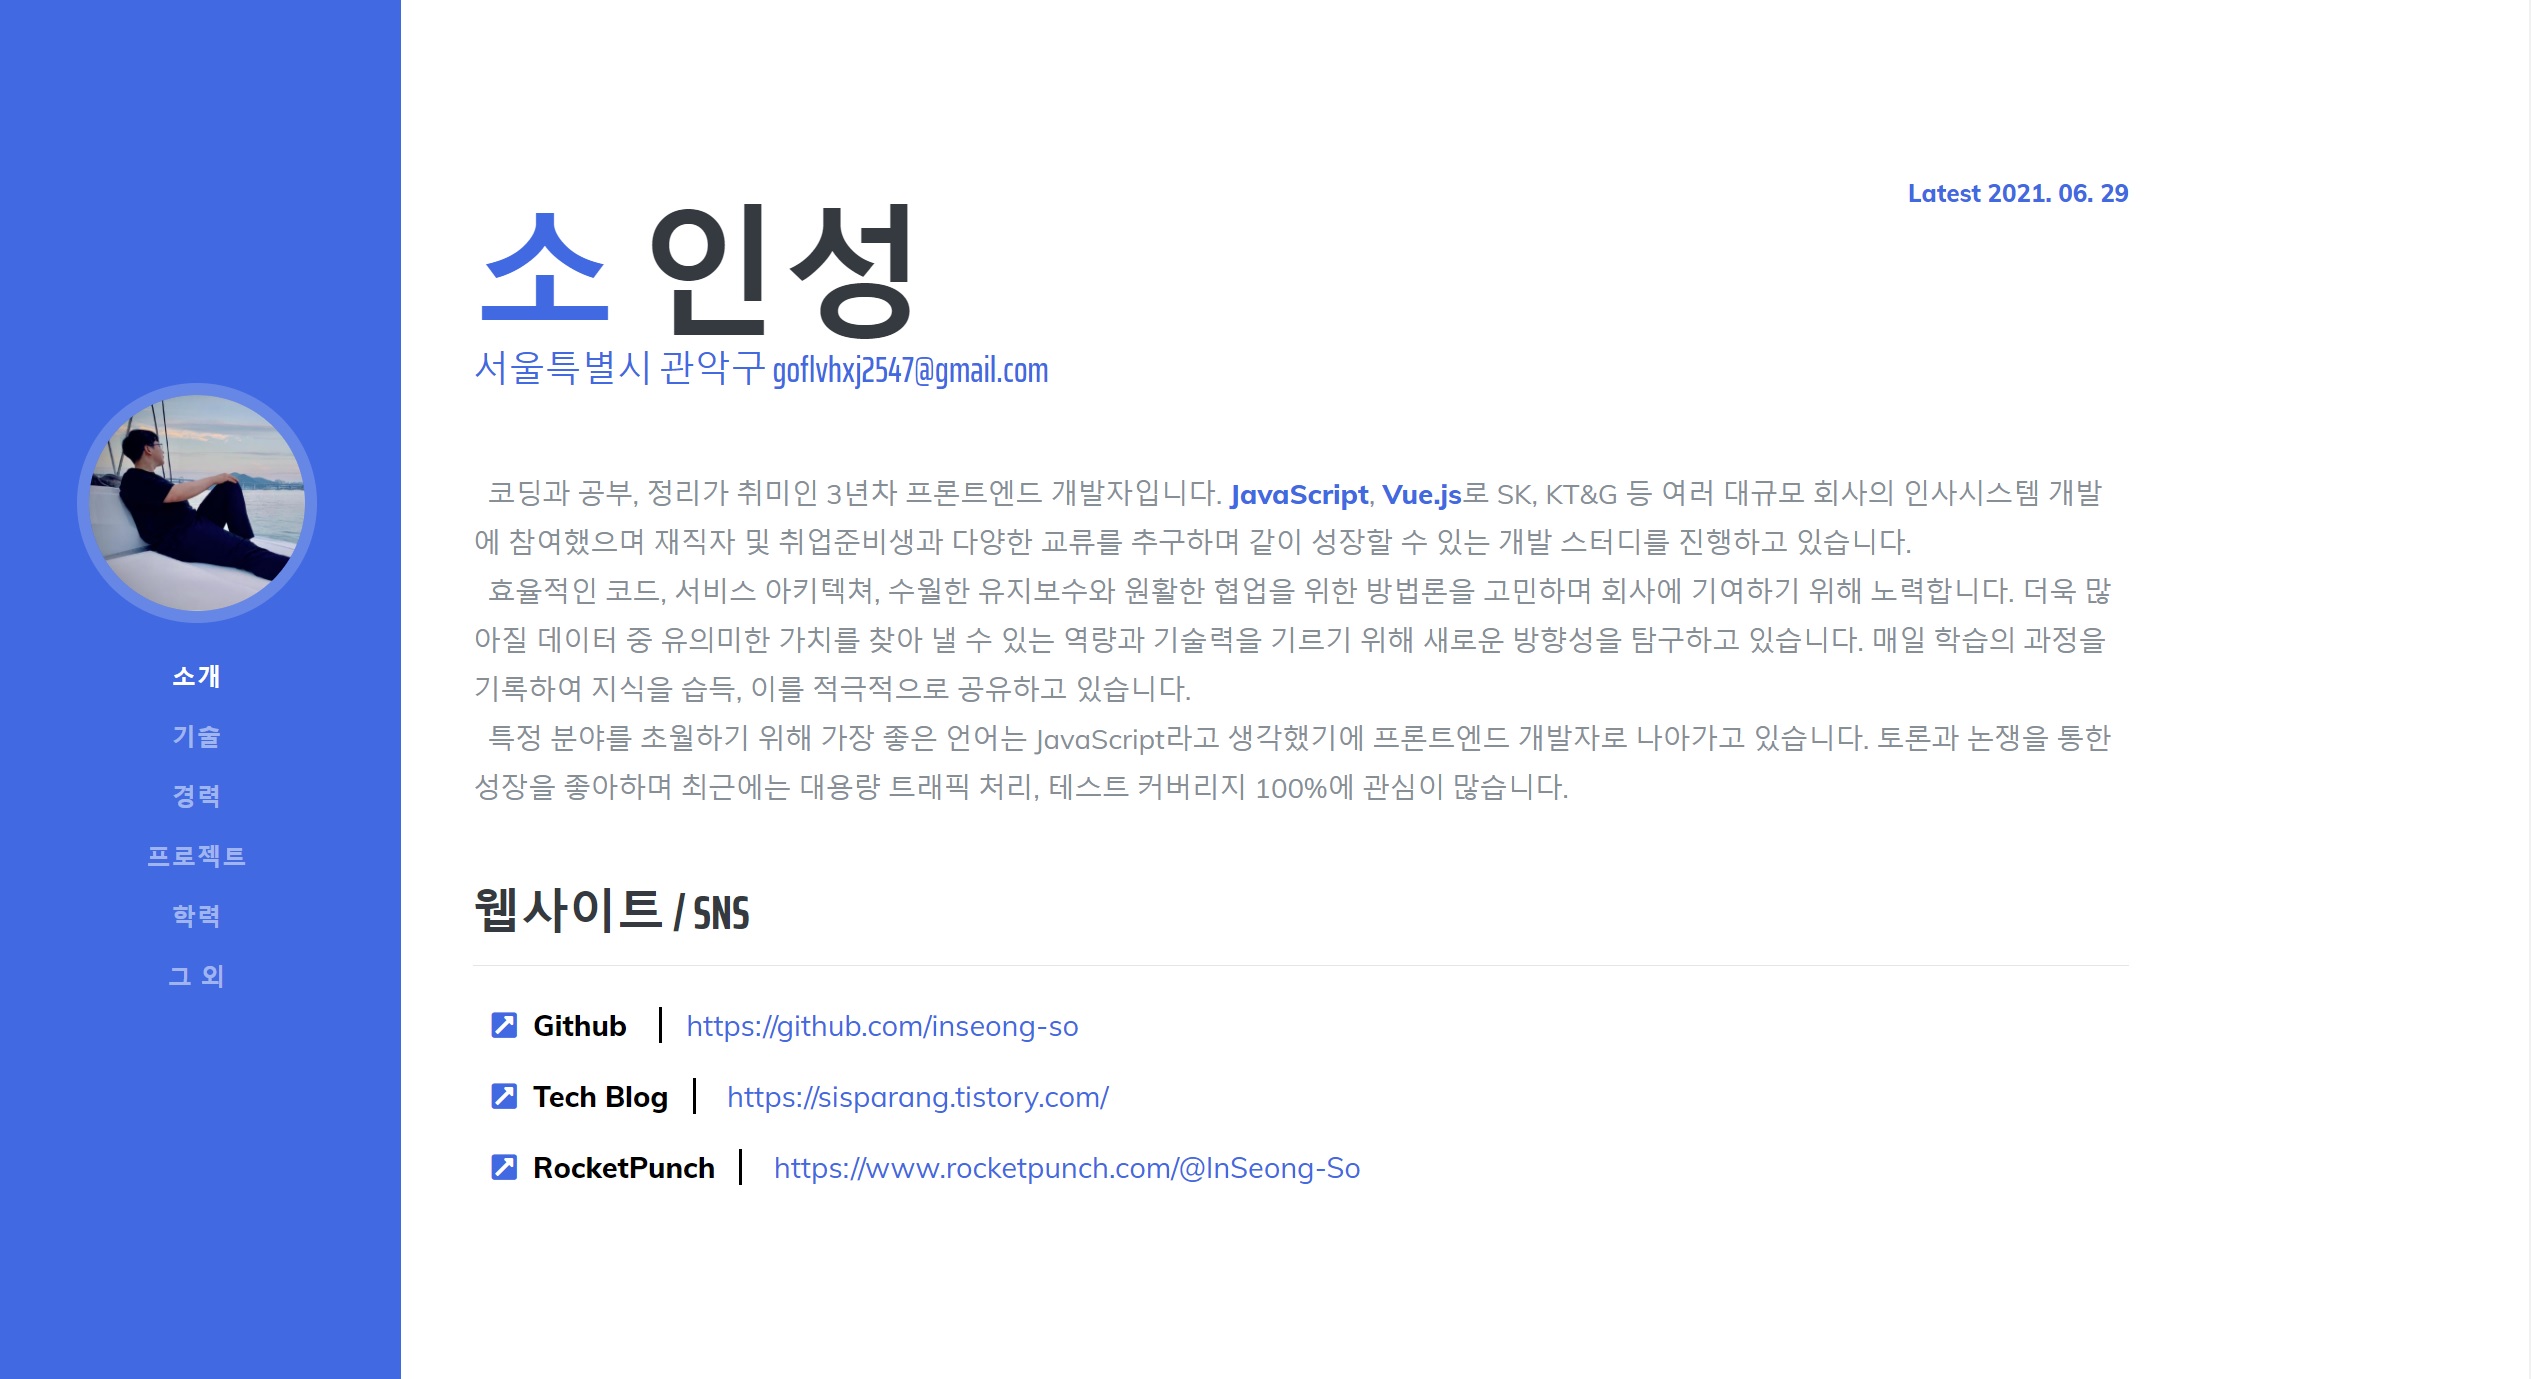 소개
기술
경력
프로젝트
학력
그 외
Latest 2021. 06. 29
소 인성
서울특별시 관악구 goflvhxj2547@gmail.com
코딩과 공부, 정리가 취미인 3년차 프론트엔드 개발자입니다. JavaScript, Vue.js로 SK, KT&G 등 여러 대규모 회사의 인사시스템 개발
에 참여했으며 재직자 및 취업준비생과 다양한 교류를 추구하며 같이 성장할 수 있는 개발 스터디를 진행하고 있습니다.
효율적인 코드, 서비스 아키텍쳐, 수월한 유지보수와 원활한 협업을 위한 방법론을 고민하며 회사에 기여하기 위해 노력합니다. 더욱 많
아질 데이터 중 유의미한 가치를 찾아 낼 수 있는 역량과 기술력을 기르기 위해 새로운 방향성을 탐구하고 있습니다. 매일 학습의 과정을
기록하여 지식을 습득, 이를 적극적으로 공유하고 있습니다.
특정 분야를 초월하기 위해 가장 좋은 언어는 JavaScript라고 생각했기에 프론트엔드 개발자로 나아가고 있습니다. 토론과 논쟁을 통한
성장을 좋아하며 최근에는 대용량 트래픽 처리, 테스트 커버리지 100%에 관심이 많습니다.
웹사이트 / SNS
Github | https://github.com/inseong-so
Tech Blog | https://sisparang.tistory.com/
RocketPunch | https://www.rocketpunch.com/@InSeong-So